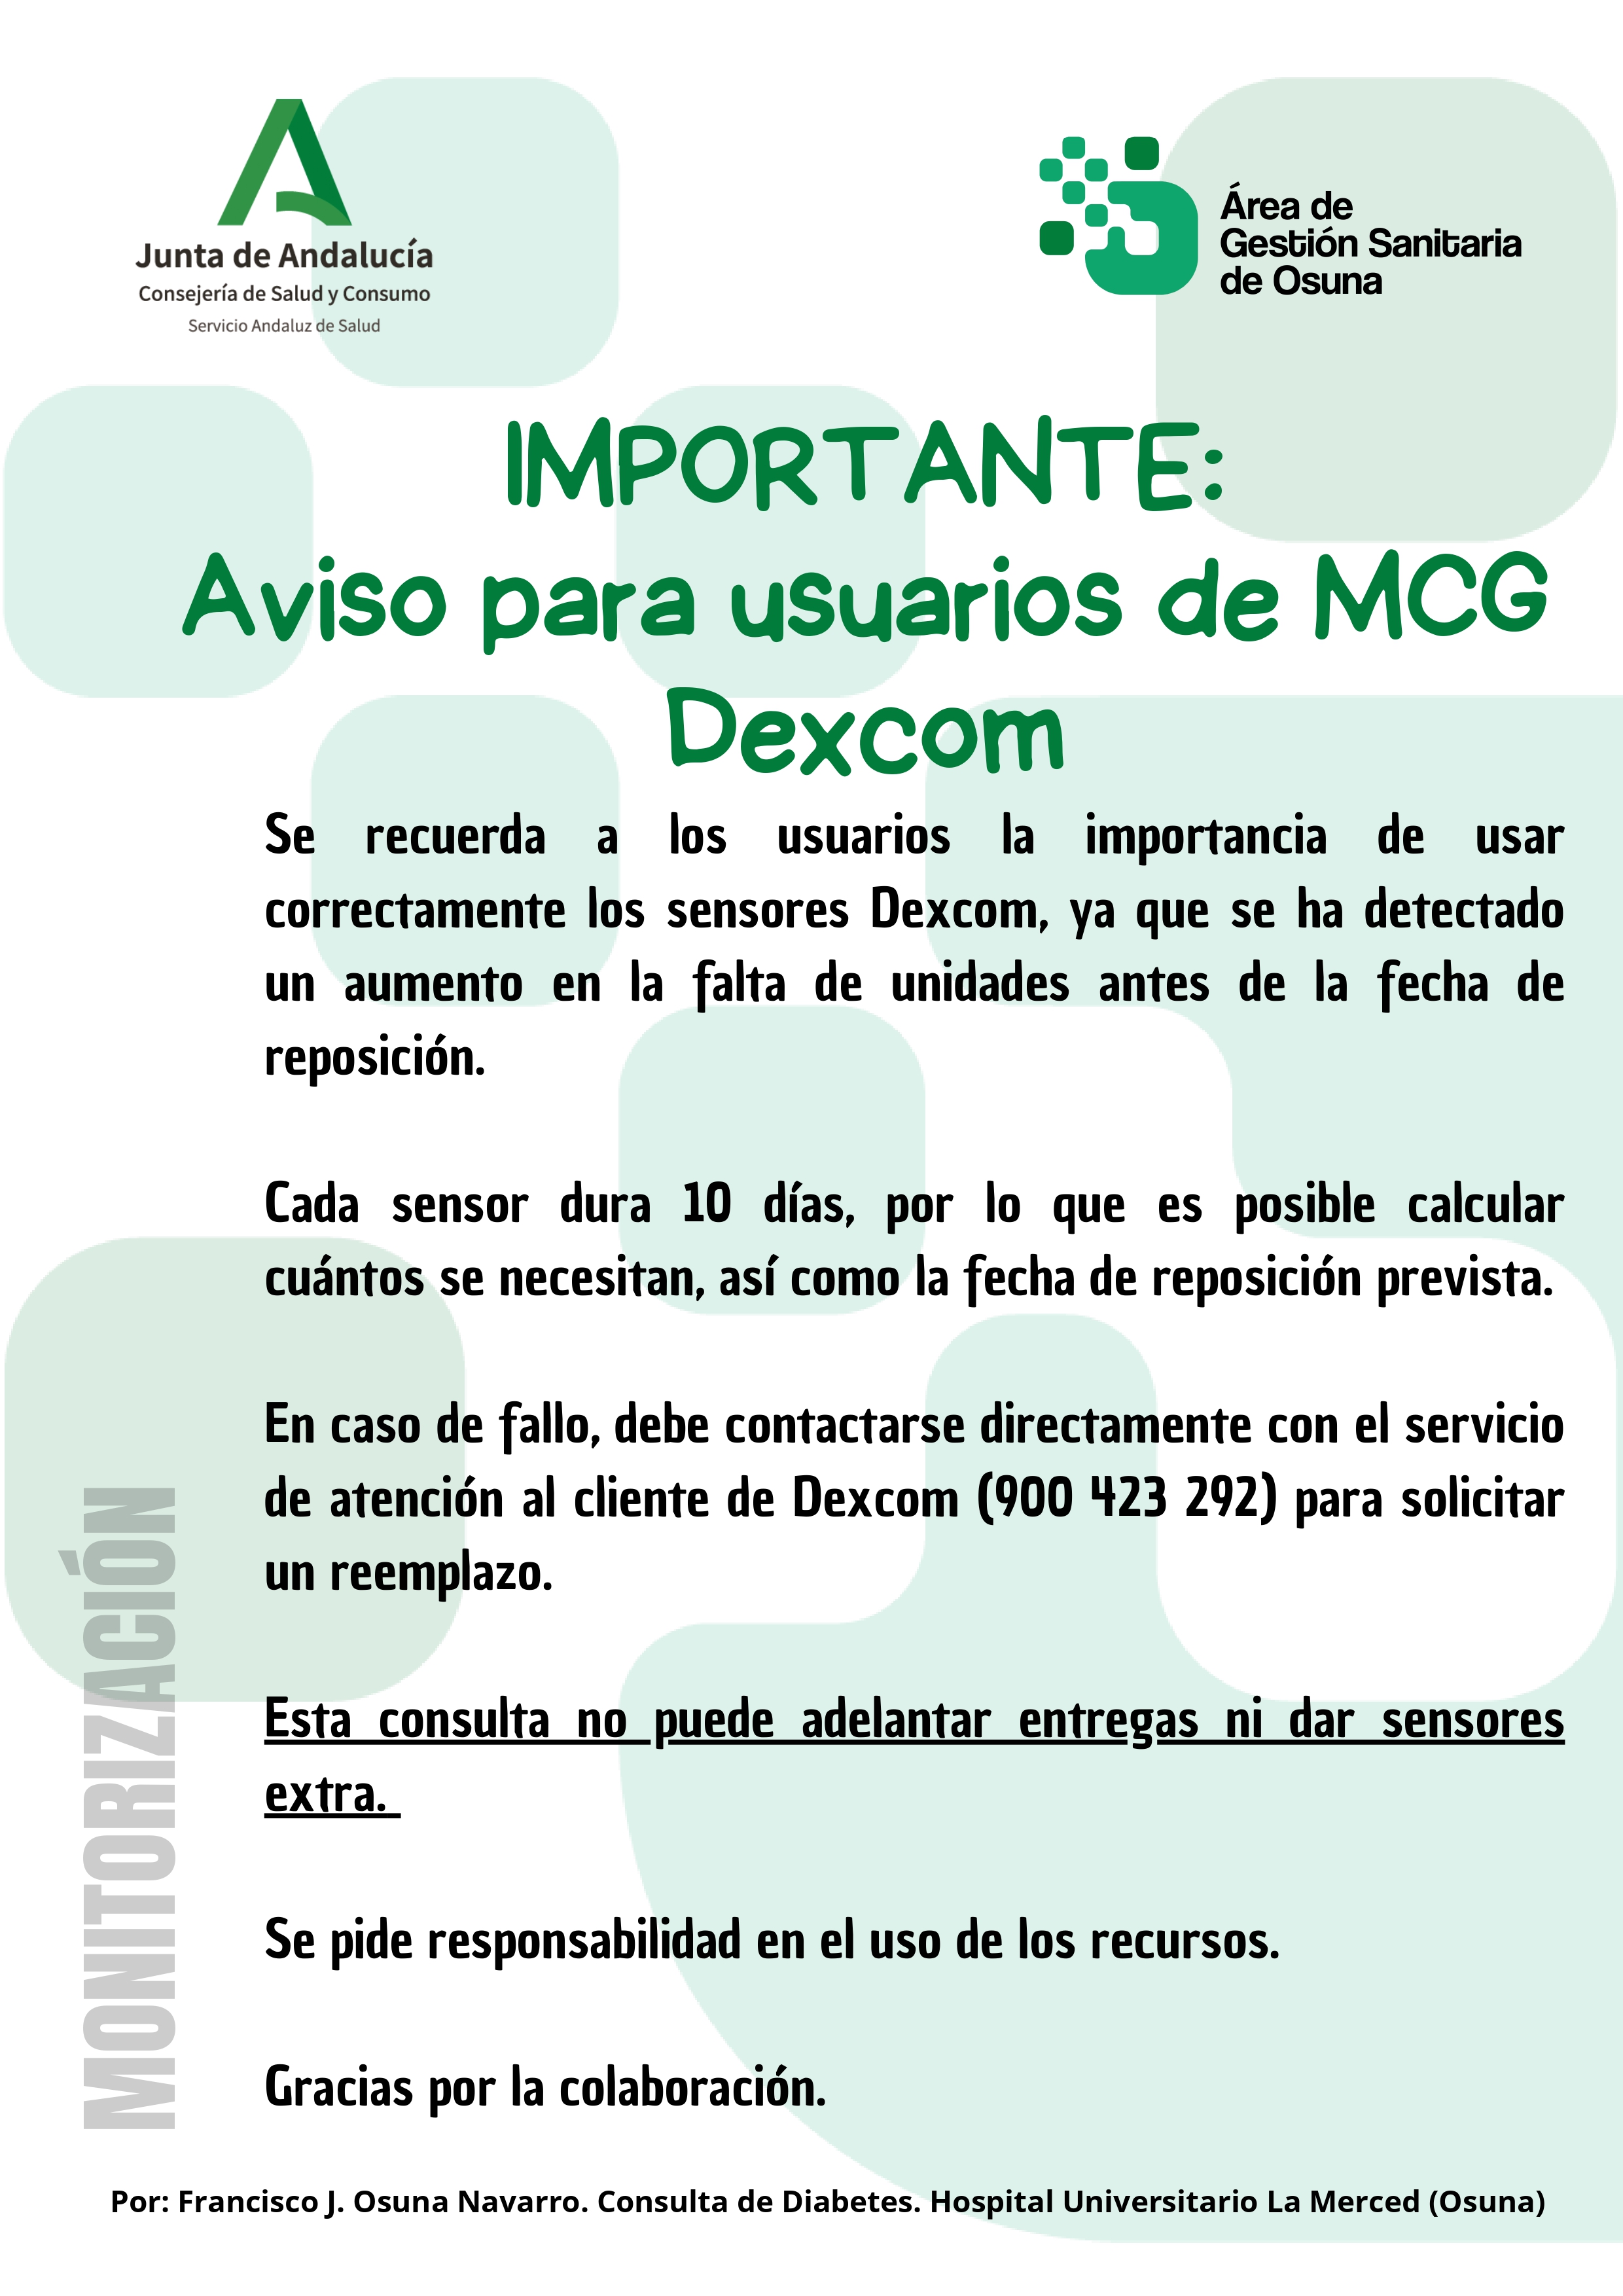 Junta de Andalucía
Consejería de Salud y Consumo
Servicio Andaluz de Salud
Área de
Gestión Sanitaria
de Osuna
IMPORTANTE:
Aviso para usuarios de MCG
Dexcom
Se recuerda a los usuarios la importancia de usar
correctamente los sensores Dexcom, ya que se ha detectado
un aumento en la falta de unidades antes de la fecha de
reposición.
Cada sensor dura 10 días, por lo que es posible calcular
cuántos se necesitan, así como la fecha de reposición prevista.
En caso de fallo, debe contactarse directamente con el servicio
de atención al cliente de Dexcom (900 423 292) para solicitar
un reemplazo.
Esta consulta no puede adelantar entregas ni dar sensores
extra.
Se pide responsabilidad en el uso de los recursos.
Gracias por la colaboración.
MONITORIZACIÓN
Por: Francisco J. Osuna Navarro. Consulta de Diabetes. Hospital Universitario La Merced (Osuna)